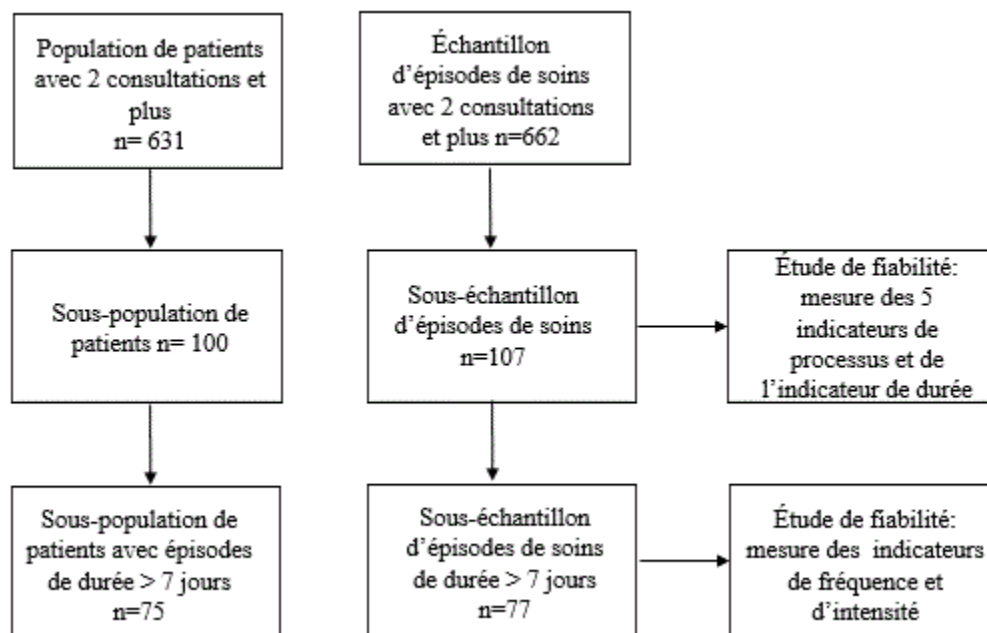 Population de patients
avec 2 consultations et
plus
n= 631
Échantillon
d'épisodes de soins
avec 2 consultations
et plus n=662
Sous-population de
patients n= 100
Sous-échantillon
d'épisodes de soins
n=107
Étude de fiabilité:
mesure des 5
indicateurs de
processus et de
l'indicateur de durée
Sous-population de
patients avec épisodes
de durée > 7 jours
n=75
Sous-échantillon
d'épisodes de soins
de durée > 7 jours
n=77
Étude de fiabilité:
mesure des indicateurs
de fréquence et
d'intensité